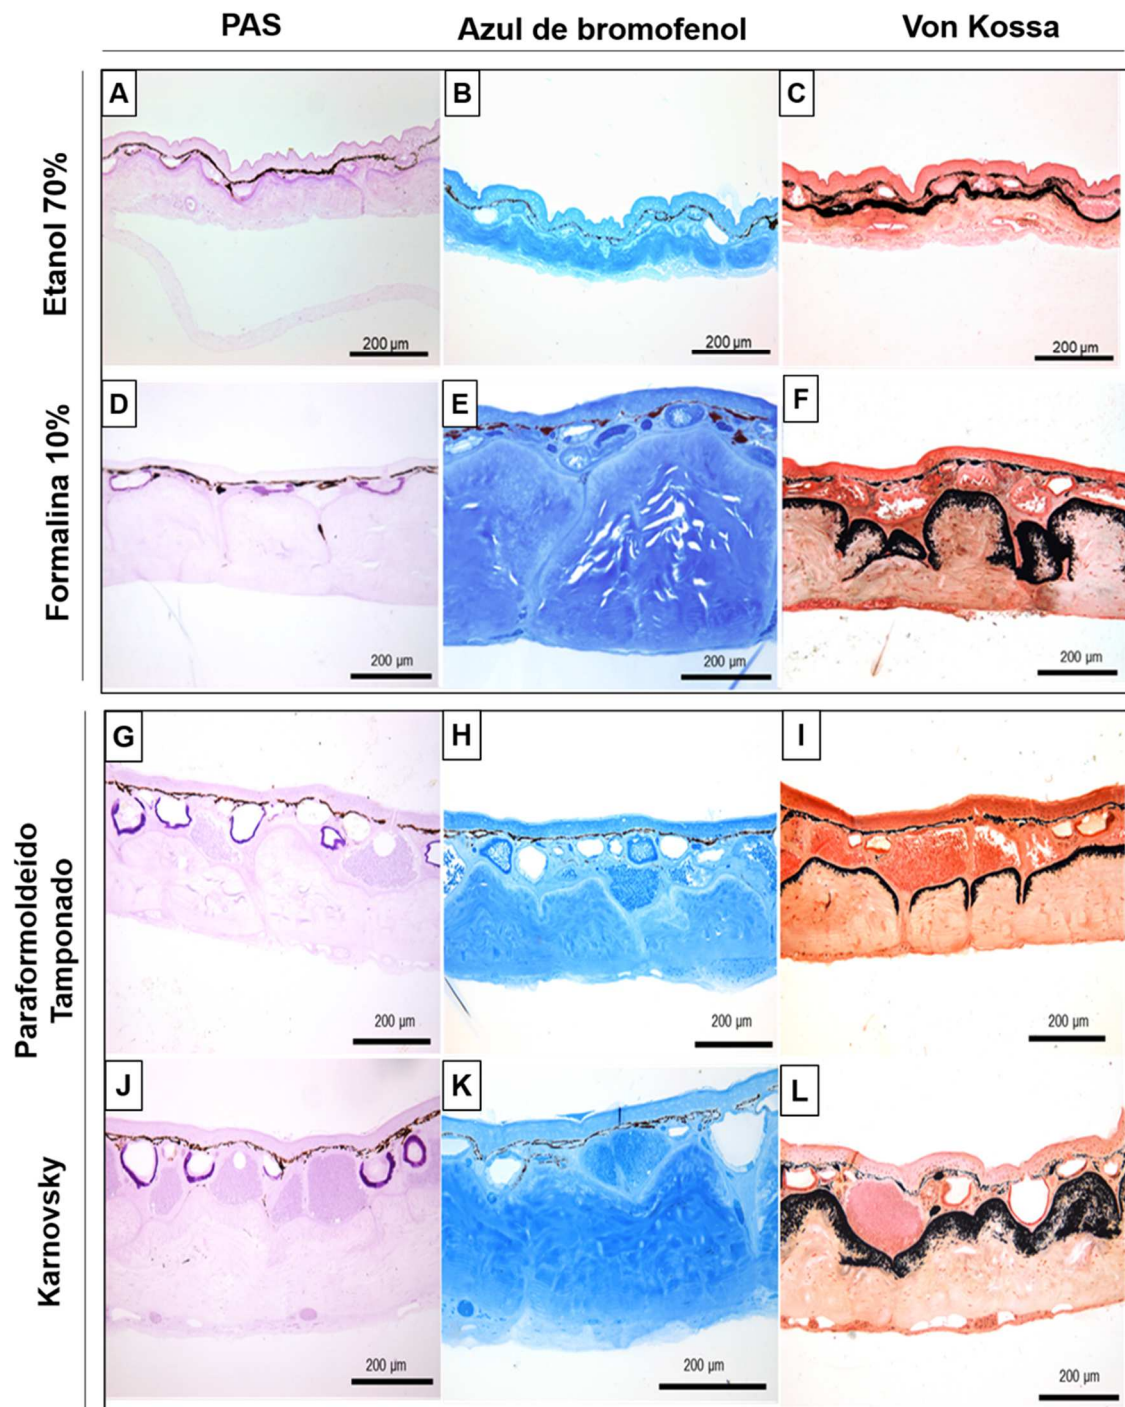 PAS
Azul de bromofenol
Von Kossa
Etanol 70%
A
B
C
200 µm
200 µm
200 µm
Formalina 10%
D
E
F
200 µm
200 µm
200 µm
Paraformoldeído
Tamponado
G
H
I
200 µm
200 µm
200 µm
Karnovsky
J
K
L
200 µm
200 µm
200 µm